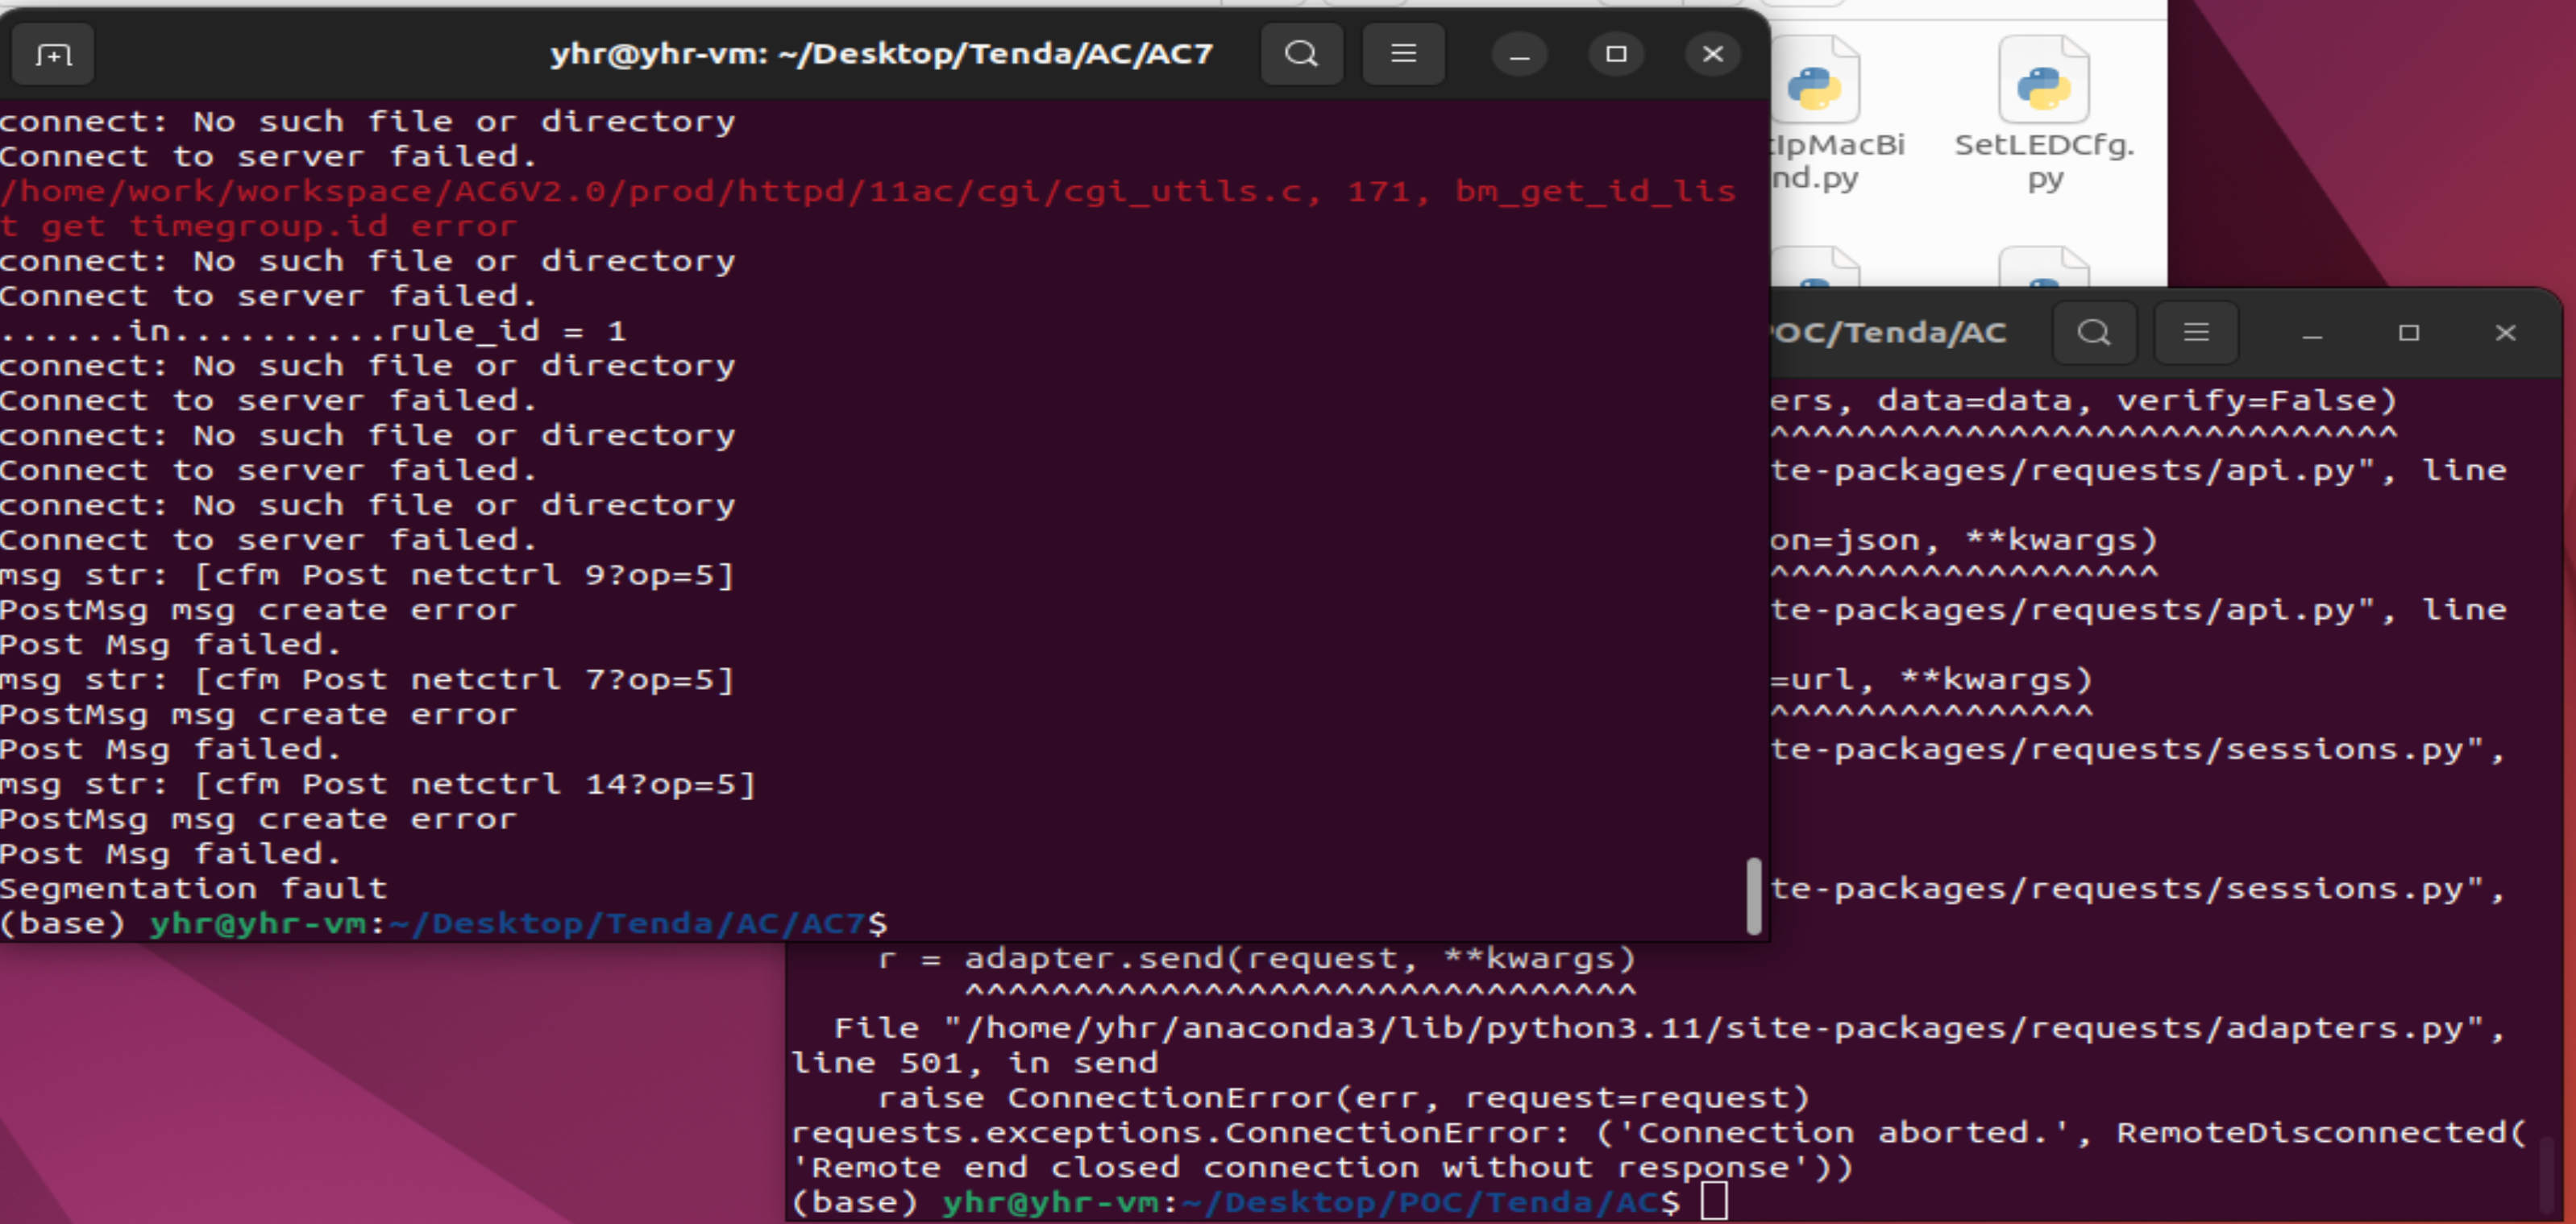 yhr@yhr-vm: ~/Desktop/Tenda/AC/AC7
connect: No such file or directory
Connect to server failed.
/home/work/workspace/AC6V2.0/prod/httpd/11ac/cgi/cgi_utils.c, 171, bm_get_id_lis
t get timegroup.id error
connect: No such file or directory
Connect to server failed.
......in..........rule_id = 1
connect: No such file or directory
Connect to server failed.
connect: No such file or directory
Connect to server failed.
connect: No such file or directory
Connect to server failed.
msg str: [cfm Post netctrl 9?op=5]
PostMsg msg create error
Post Msg failed.
msg str: [cfm Post netctrl 7?op=5]
PostMsg msg create error
Post Msg failed.
msg str: [cfm Post netctrl 14?op=5]
PostMsg msg create error
Post Msg failed.
Segmentation fault
(base) yhr@yhr-vm:~/Desktop/Tenda/AC/AC7$
tIpMacBi
nd.py
SetLEDCfg.
py
POC/Tenda/AC
ers, data=data, verify=False)
^^^^^^^^^^^^^^^^^^^^^^^^^^^^^
te-packages/requests/api.py", line
on=json, **kwargs)
^^^^^^^^^^^^^^^^^^
te-packages/requests/api.py", line
=url, **kwargs)
^^^^^^^^^^^^^^^
te-packages/requests/sessions.py",
te-packages/requests/sessions.py",
r = adapter.send(request, **kwargs)
^^^^^^^^^^^^^^^^^^^^^^^^^^^^^^^
File "/home/yhr/anaconda3/lib/python3.11/site-packages/requests/adapters.py",
line 501, in send
raise ConnectionError(err, request=request)
requests.exceptions.ConnectionError: ('Connection aborted.', RemoteDisconnected(
'Remote end closed connection without response'))
(base) yhr@yhr-vm:~/Desktop/POC/Tenda/AC$